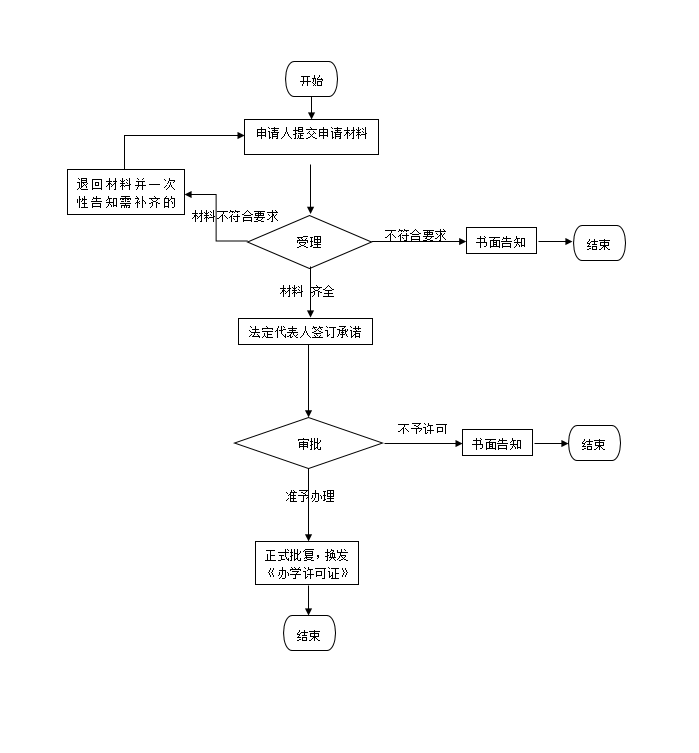 开始
申请人提交申请材料
退回材料并一次
性告知需补齐的
材料不符合要求
受理
不符合要求
书面告知
结束
材料 齐全
法定代表人签订承诺
审批
不予许可
书面告知
结束
准予办理
正式批复，换发
《办学许可证》
结束